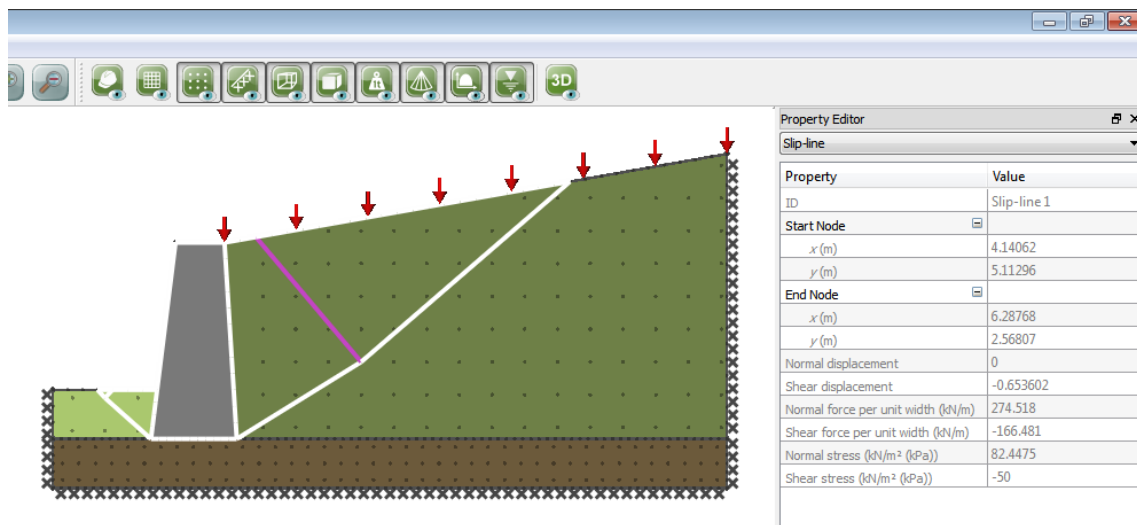 3D
Property Editor
Slip-line
Property Value
ID Slip-line 1
Start Node
x (m) 4.14062
y (m) 5.11296
End Node
x (m) 6.28768
y (m) 2.56807
Normal displacement 0
Shear displacement -0.653602
Normal force per unit width (kN/m) 274.518
Shear force per unit width (kN/m) -166.481
Normal stress (kN/m² (kPa)) 82.4475
Shear stress (kN/m² (kPa)) -50